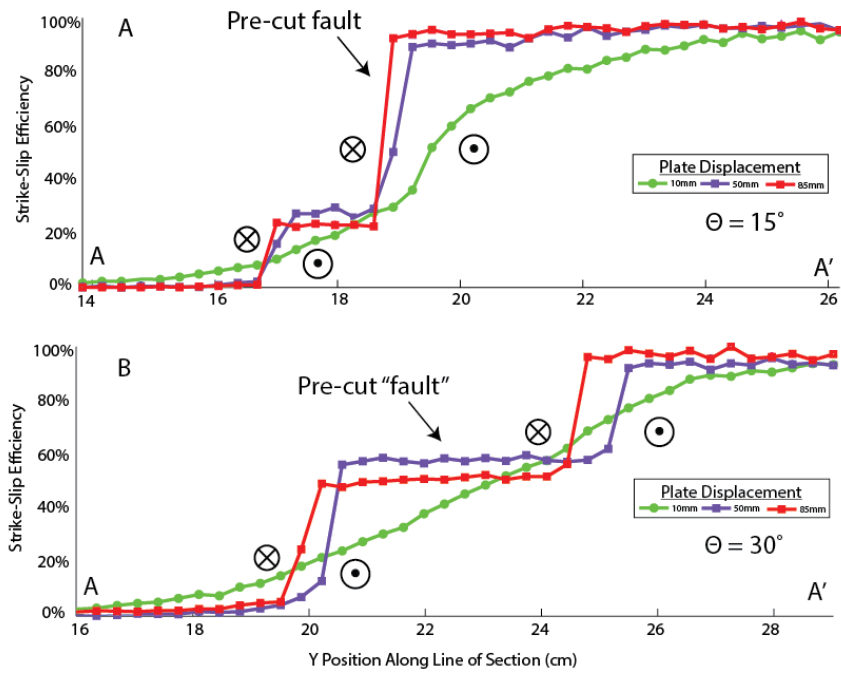 A
Pre-cut fault
100%
80%
60%
40%
20%
0%
Strike-Slip Efficiency
Plate Displacement
10mm 50mm 85mm
Θ = 15°
A
A’
14 16 18 20 22 24 26
B
Pre-cut “fault”
100%
80%
60%
40%
20%
0%
Strike-Slip Efficiency
Plate Displacement
10mm 50mm 85mm
Θ = 30°
A
A’
16 18 20 22 24 26 28
Y Position Along Line of Section (cm)